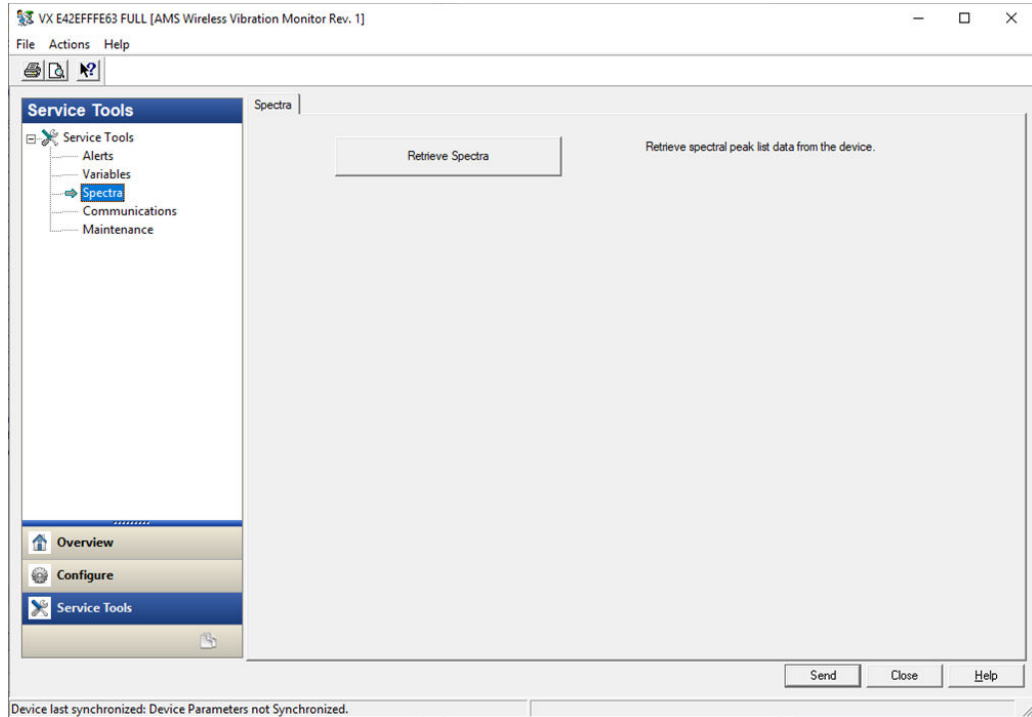 VX E42EFFFE63 FULL [AMS Wireless Vibration Monitor Rev. 1]
File Actions Help
Service Tools
Spectra
Service Tools
Alerts
Variables
Spectra
Communications
Maintenance
Retrieve Spectra
Retrieve spectral peak list data from the device.
Overview
Configure
Service Tools
Send Close Help
Device last synchronized: Device Parameters not Synchronized.